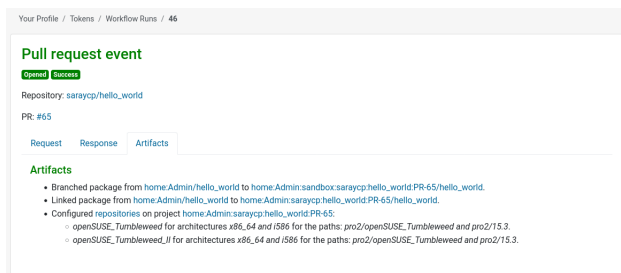 Your Profile / Tokens / Workflow Runs / 46
Pull request event
Opened Success
Repository: saraycp/hello_world
PR: #65
Request Response Artifacts
Artifacts
• Branched package from home:Admin/hello_world to home:Admin:sandbox:saraycp:hello_world:PR-65/hello_world.
• Linked package from home:Admin/hello_world to home:Admin:saraycp:hello_world:PR-65/hello_world.
• Configured repositories on project home:Admin:saraycp:hello_world:PR-65:
○ openSUSE_Tumbleweed for architectures x86_64 and i586 for the paths: pro2/openSUSE_Tumbleweed and pro2/15.3.
○ openSUSE_Tumbleweed_II for architectures x86_64 and i586 for the paths: pro2/openSUSE_Tumbleweed and pro2/15.3.